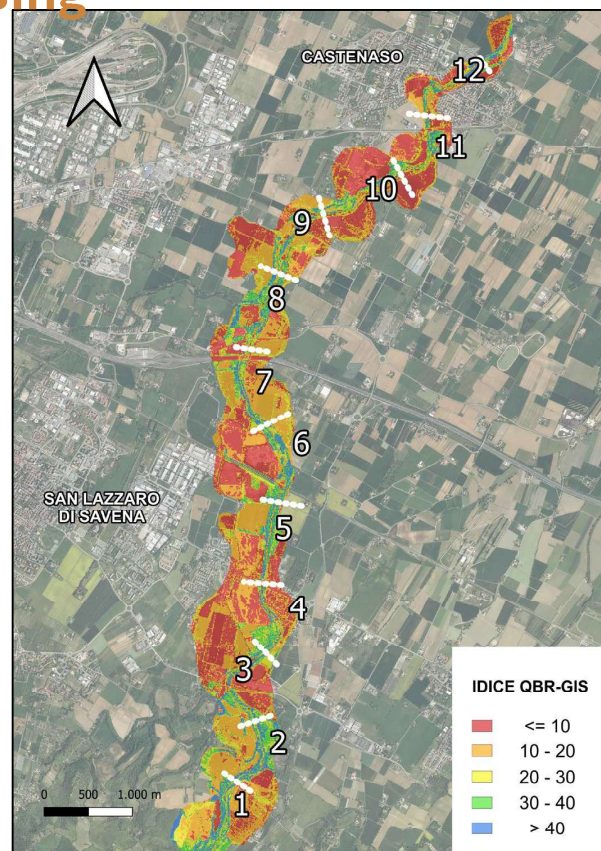 CASTENASO
12
11
10
9
8
7
6
SAN LAZZARO
DI SAVENA
5
4
3
2
1
0 500 1.000 m
IDICE QBR-GIS
<= 10
10 - 20
20 - 30
30 - 40
> 40